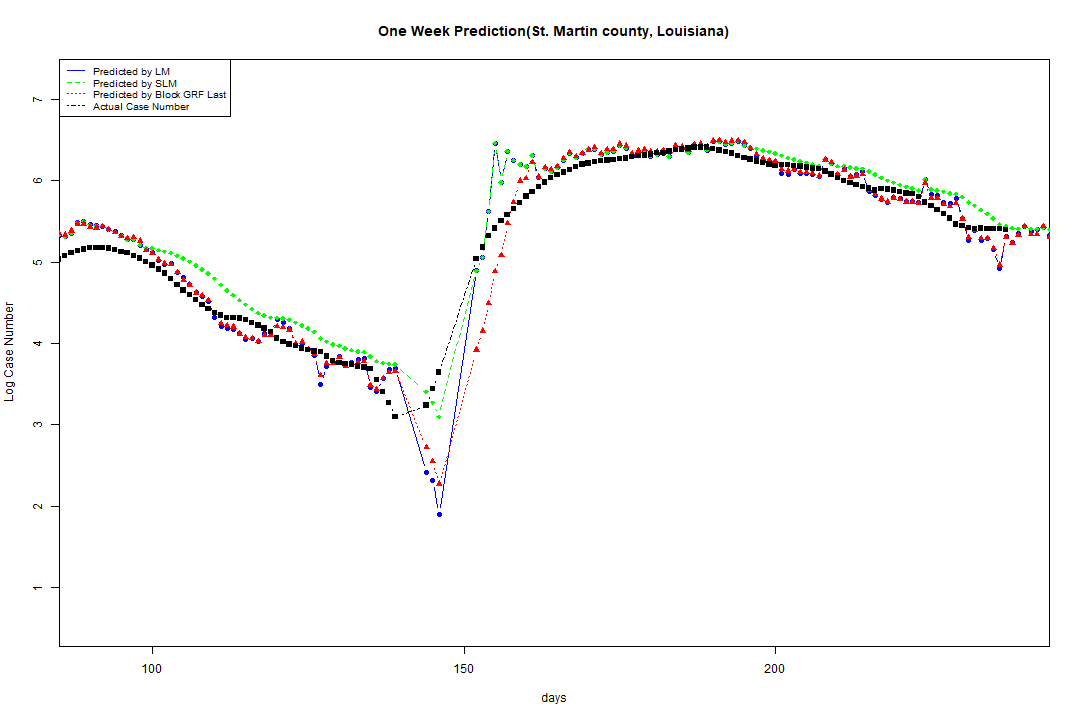 One Week Prediction(St. Martin county, Louisiana)
Predicted by LM
Predicted by SLM
Predicted by Block GRF Last
Actual Case Number
7
6
5
4
3
2
1
Log Case Number
100 150 200
days